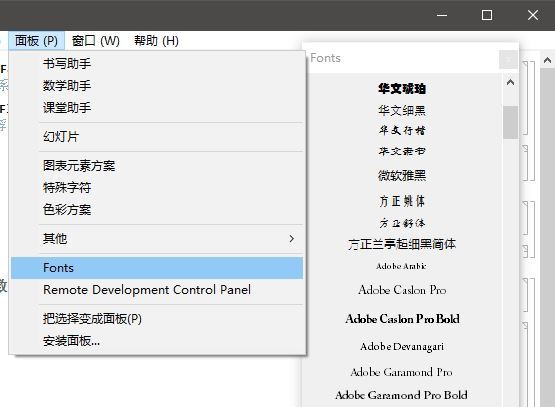 面板 (P) 窗口 (W) 帮助 (H)
书写助手
数学助手
课堂助手
幻灯片
图表元素方案
特殊字符
色彩方案
其他
Fonts
Remote Development Control Panel
把选择变成面板(P)
安装面板...
Fonts
华文琥珀
华文细黑
华文行楷
华文隶书
微软雅黑
方正姚体
方正舒体
方正兰亭超细黑简体
Adobe Arabic
Adobe Caslon Pro
Adobe Caslon Pro Bold
Adobe Devanagari
Adobe Garamond Pro
Adobe Garamond Pro Bold